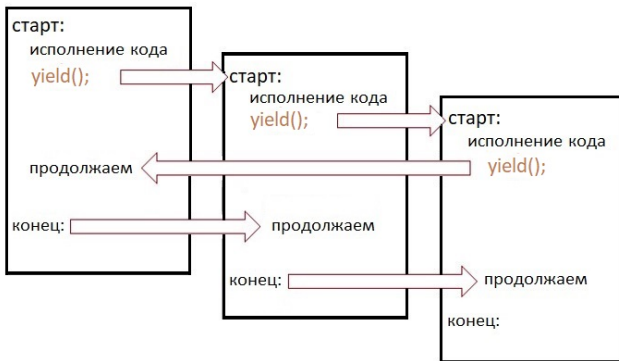 старт:
исполнение кода
yield();
продолжаем
конец:
старт:
исполнение кода
yield();
продолжаем
конец:
старт:
исполнение кода
yield();
продолжаем
конец: